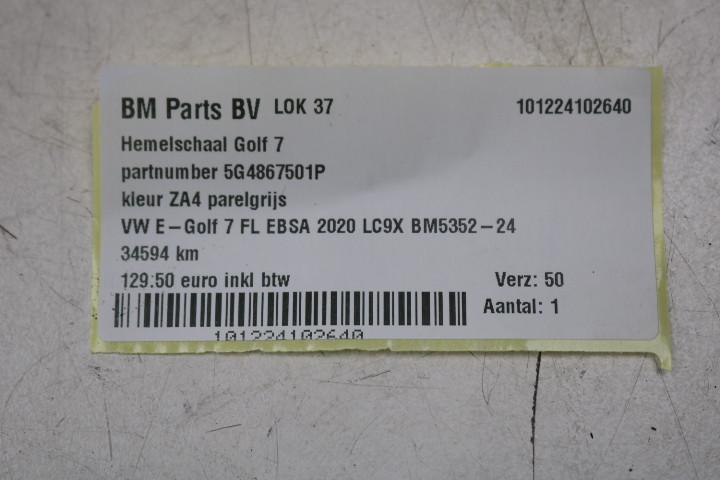 BM Parts BV LOK 37 101224102640
Hemelschaal Golf 7
partnumber 5G4867501P
kleur ZA4 parelgrijs
VW E-Golf 7 FL EBSA 2020 LC9X BM5352-24
34594 km
129.50 euro inkl btw Verz: 50
Aantal: 1
101224102640